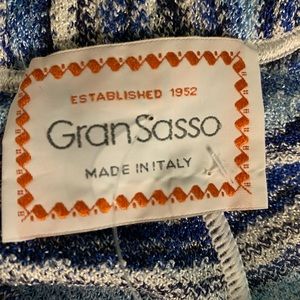 ESTABLISHED 1952
GranSasso
MADE IN ITALY